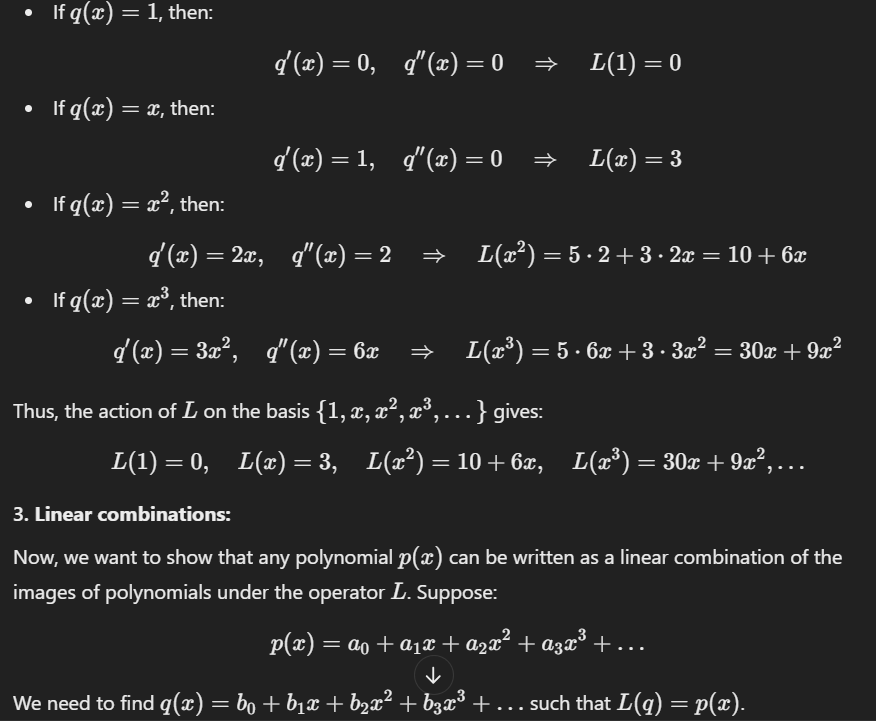 • If q(x) = 1, then:
q′(x) = 0, q″(x) = 0 ⇒ L(1) = 0
• If q(x) = x, then:
q′(x) = 1, q″(x) = 0 ⇒ L(x) = 3
• If q(x) = x², then:
q′(x) = 2x, q″(x) = 2 ⇒ L(x²) = 5 · 2 + 3 · 2x = 10 + 6x
• If q(x) = x³, then:
q′(x) = 3x², q″(x) = 6x ⇒ L(x³) = 5 · 6x + 3 · 3x² = 30x + 9x²
Thus, the action of L on the basis {1, x, x², x³, . . . } gives:
L(1) = 0, L(x) = 3, L(x²) = 10 + 6x, L(x³) = 30x + 9x², . . .
3. Linear combinations:
Now, we want to show that any polynomial p(x) can be written as a linear combination of the
images of polynomials under the operator L. Suppose:
p(x) = a₀ + a₁x + a₂x² + a₃x³ + . . .
We need to find q(x) = b₀ + b₁x + b₂x² + b₃x³ + . . . such that L(q) = p(x).